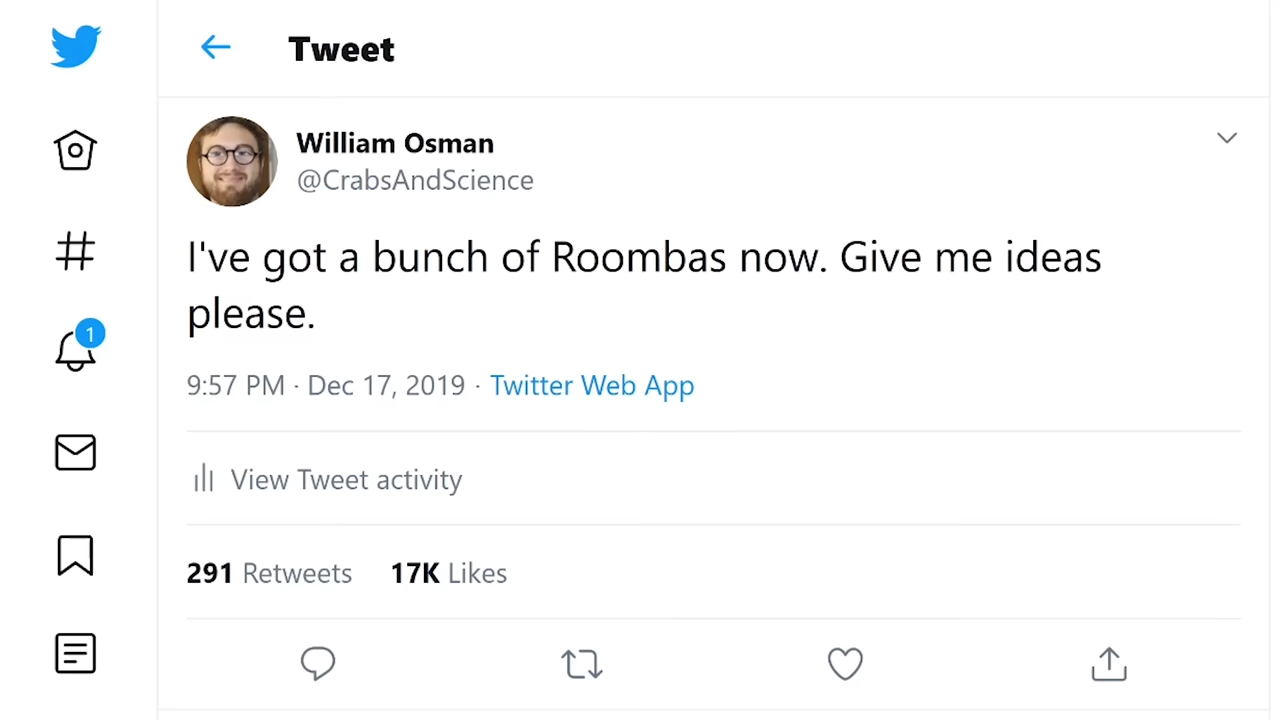 Tweet
William Osman
@CrabsAndScience
I've got a bunch of Roombas now. Give me ideas
please.
9:57 PM · Dec 17, 2019 · Twitter Web App
View Tweet activity
291 Retweets 17K Likes
1